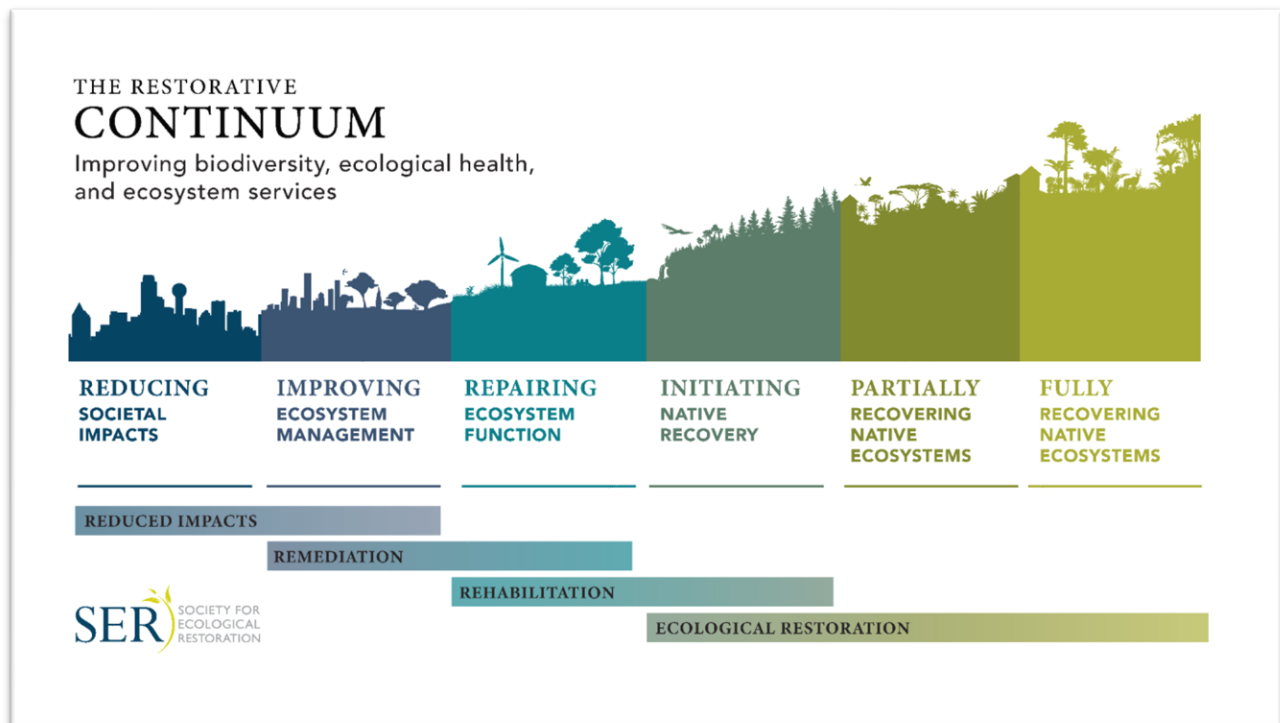 THE RESTORATIVE
CONTINUUM
Improving biodiversity, ecological health,
and ecosystem services
REDUCING
SOCIETAL
IMPACTS
IMPROVING
ECOSYSTEM
MANAGEMENT
REPAIRING
ECOSYSTEM
FUNCTION
INITIATING
NATIVE
RECOVERY
PARTIALLY
RECOVERING
NATIVE
ECOSYSTEMS
FULLY
RECOVERING
NATIVE
ECOSYSTEMS
REDUCED IMPACTS
REMEDIATION
REHABILITATION
ECOLOGICAL RESTORATION
SER
SOCIETY FOR
ECOLOGICAL
RESTORATION